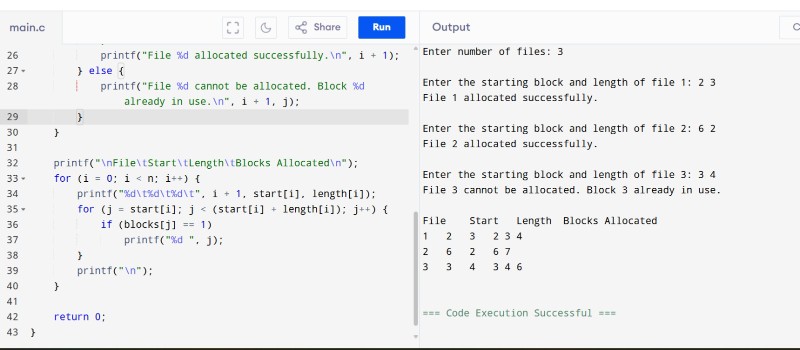 main.c
Share
Run
Output
C
26 printf("File %d allocated successfully.\n", i + 1);
27 } else {
28 printf("File %d cannot be allocated. Block %d
already in use.\n", i + 1, j);
29 }
30 }
31
32 printf("\nFile\tStart\tLength\tBlocks Allocated\n");
33 for (i = 0; i < n; i++) {
34 printf("%d\t%d\t%d\t", i + 1, start[i], length[i]);
35 for (j = start[i]; j < (start[i] + length[i]); j++) {
36 if (blocks[j] == 1)
37 printf("%d ", j);
38 }
39 printf("\n");
40 }
41
42 return 0;
43 }
Enter number of files: 3
Enter the starting block and length of file 1: 2 3
File 1 allocated successfully.
Enter the starting block and length of file 2: 6 2
File 2 allocated successfully.
Enter the starting block and length of file 3: 3 4
File 3 cannot be allocated. Block 3 already in use.
File Start Length Blocks Allocated
1 2 3 2 3 4
2 6 2 6 7
3 3 4 3 4 6
=== Code Execution Successful ===